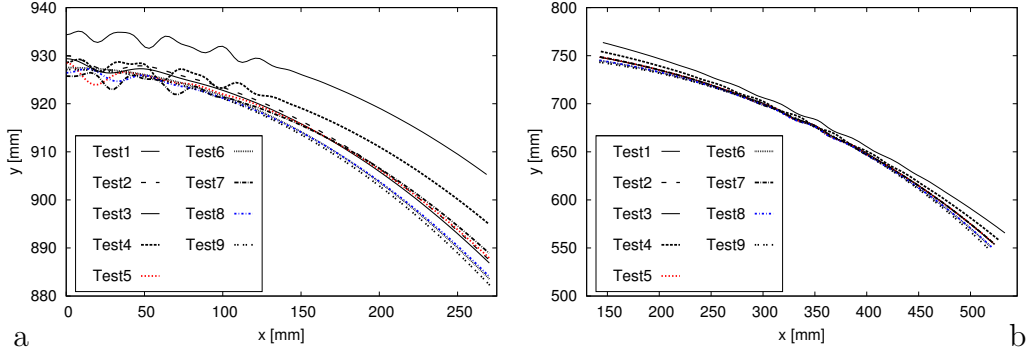 940
930
920
910
900
890
880
y [mm]
0 50 100 150 200 250
x [mm]
Test1 Test6
Test2 Test7
Test3 Test8
Test4 Test9
Test5
a
800
750
700
650
600
550
500
y [mm]
150 200 250 300 350 400 450 500
x [mm]
Test1 Test6
Test2 Test7
Test3 Test8
Test4 Test9
Test5
b